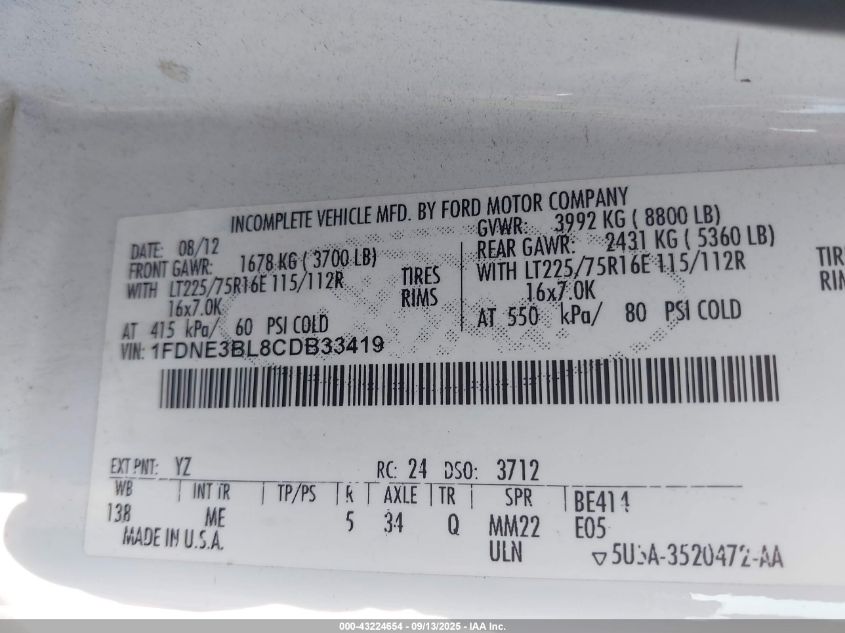 INCOMPLETE VEHICLE MFD. BY FORD MOTOR COMPANY
DATE: 08/12
GVWR: 3992 KG ( 8800 LB)
FRONT GAWR: 1678 KG ( 3700 LB)
REAR GAWR: 2431 KG ( 5360 LB)
WITH LT225/75R16E 115/112R TIRES
WITH LT225/75R16E 115/112R TIRES
16x7.0K RIMS
16x7.0K RIMS
AT 415 kPa/ 60 PSI COLD
AT 550 kPa/ 80 PSI COLD
VIN: 1FDNE3BL8CDB33419
EXT PNT: YZ RC: 24 DSO: 3712
WB INT TR TP/PS R AXLE TR SPR BE414
138 ME 5 34 Q MM22 E05
MADE IN U.S.A. ULN 5U5A-3520472-AA
000-43224654 - 09/13/2025 - IAA Inc.